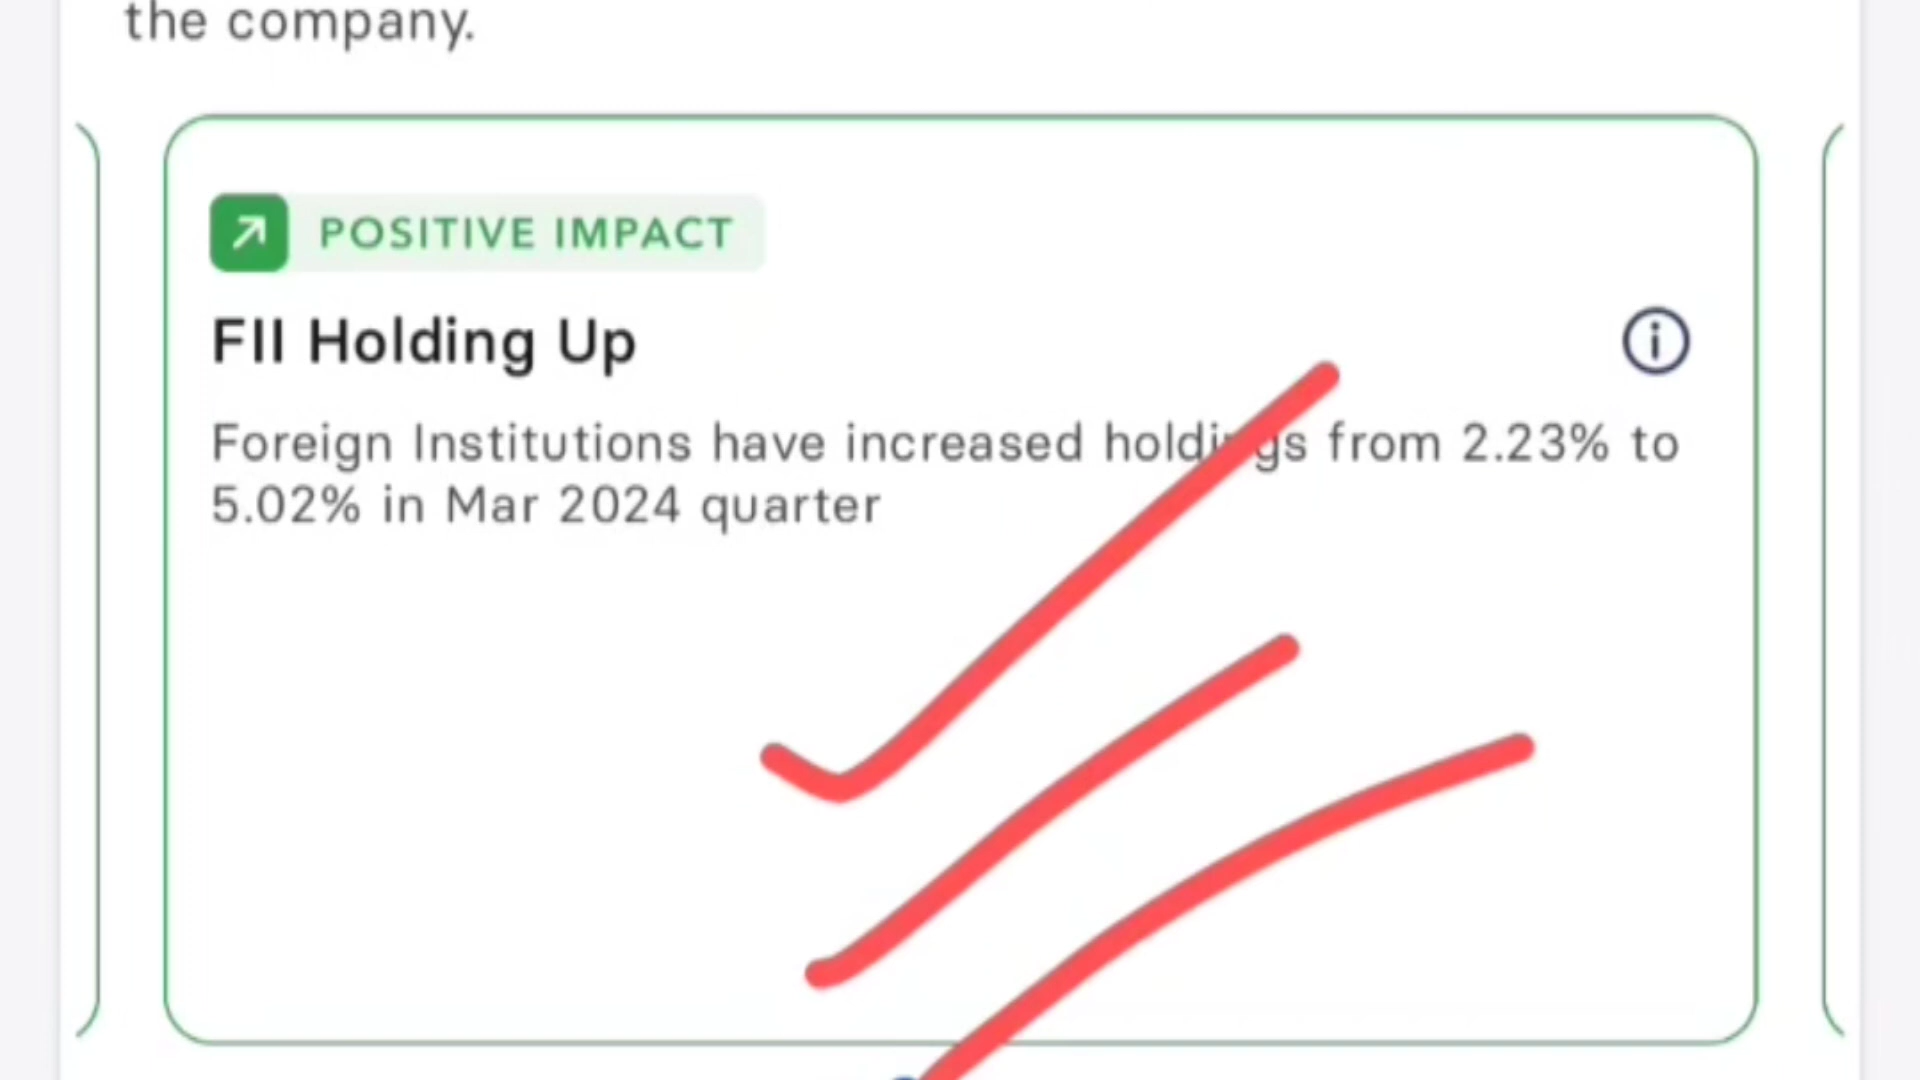 the company.
POSITIVE IMPACT
FII Holding Up
Foreign Institutions have increased holdings from 2.23% to
5.02% in Mar 2024 quarter